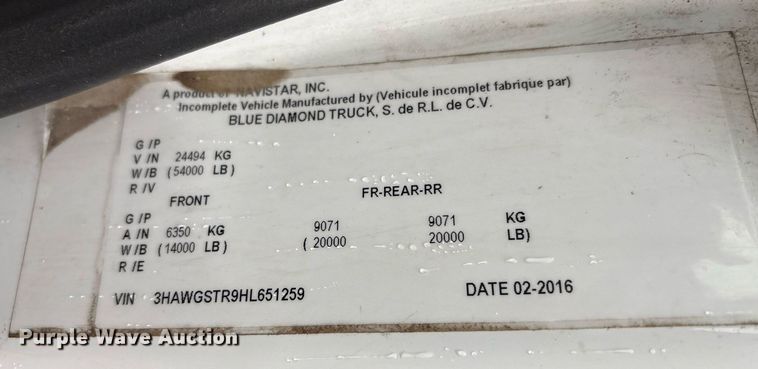 A product of NAVISTAR, INC.
Incomplete Vehicle Manufactured by (Vehicule incomplet fabrique par)
BLUE DIAMOND TRUCK, S. de R.L. de C.V.
G /P
V /N 24494 KG
W /B (54000 LB)
R /V
FRONT FR-REAR-RR
G /P
A /N 6350 KG 9071 9071 KG
W /B (14000 LB) ( 20000 20000 LB)
R /E
VIN 3HAWGSTR9HL651259 DATE 02-2016
Purple Wave Auction